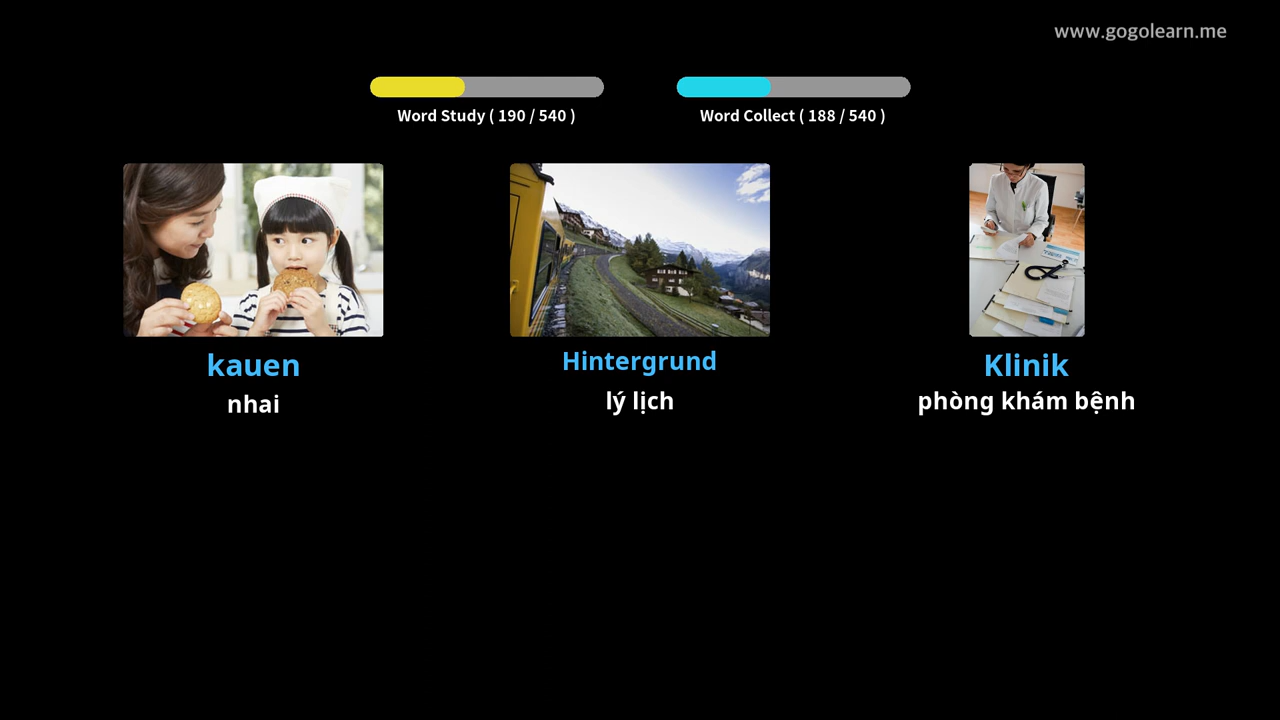 www.gogolearn.me
Word Study ( 190 / 540 )
Word Collect ( 188 / 540 )
kauen
nhai
Hintergrund
lý lịch
Klinik
phòng khám bệnh